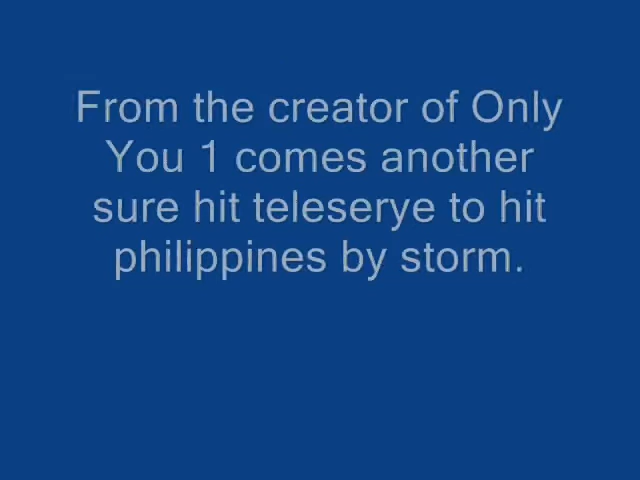 From the creator of Only
You 1 comes another
sure hit teleserye to hit
philippines by storm.